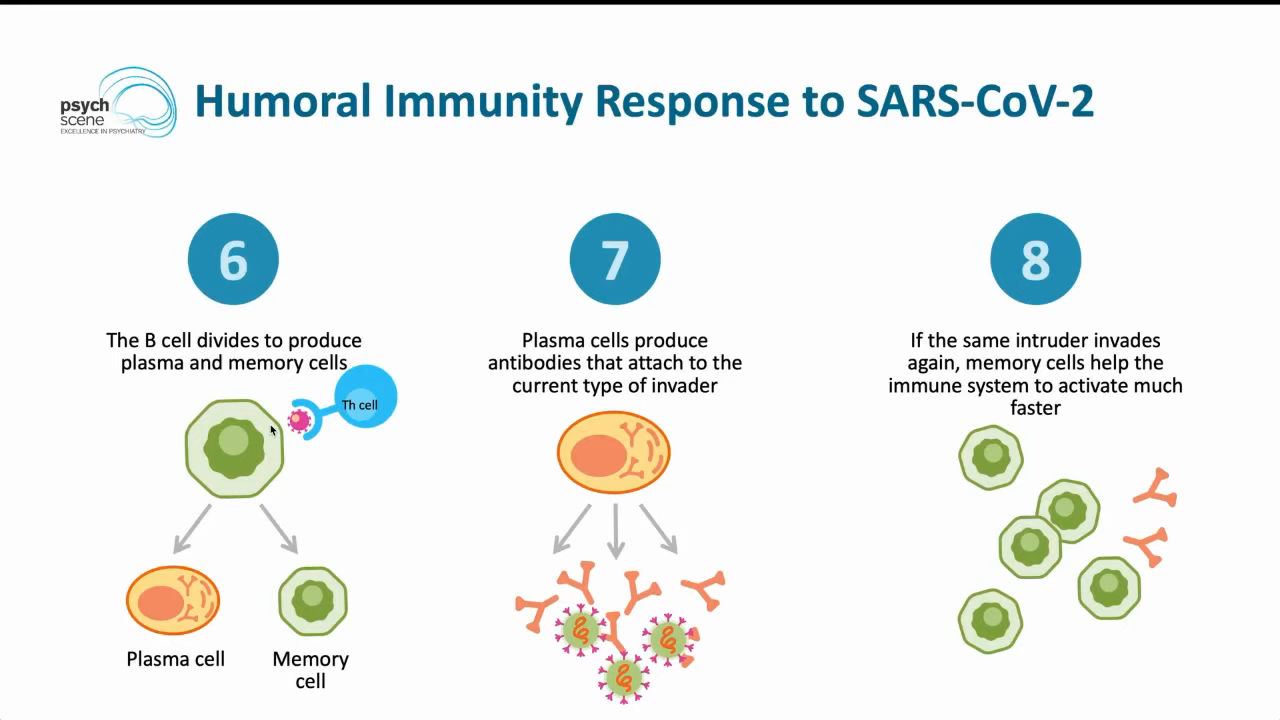 psych
scene
EXCELLENCE IN PSYCHIATRY
Humoral Immunity Response to SARS-CoV-2
6
The B cell divides to produce
plasma and memory cells
Th cell
Plasma cell
Memory
cell
7
Plasma cells produce
antibodies that attach to the
current type of invader
8
If the same intruder invades
again, memory cells help the
immune system to activate much
faster